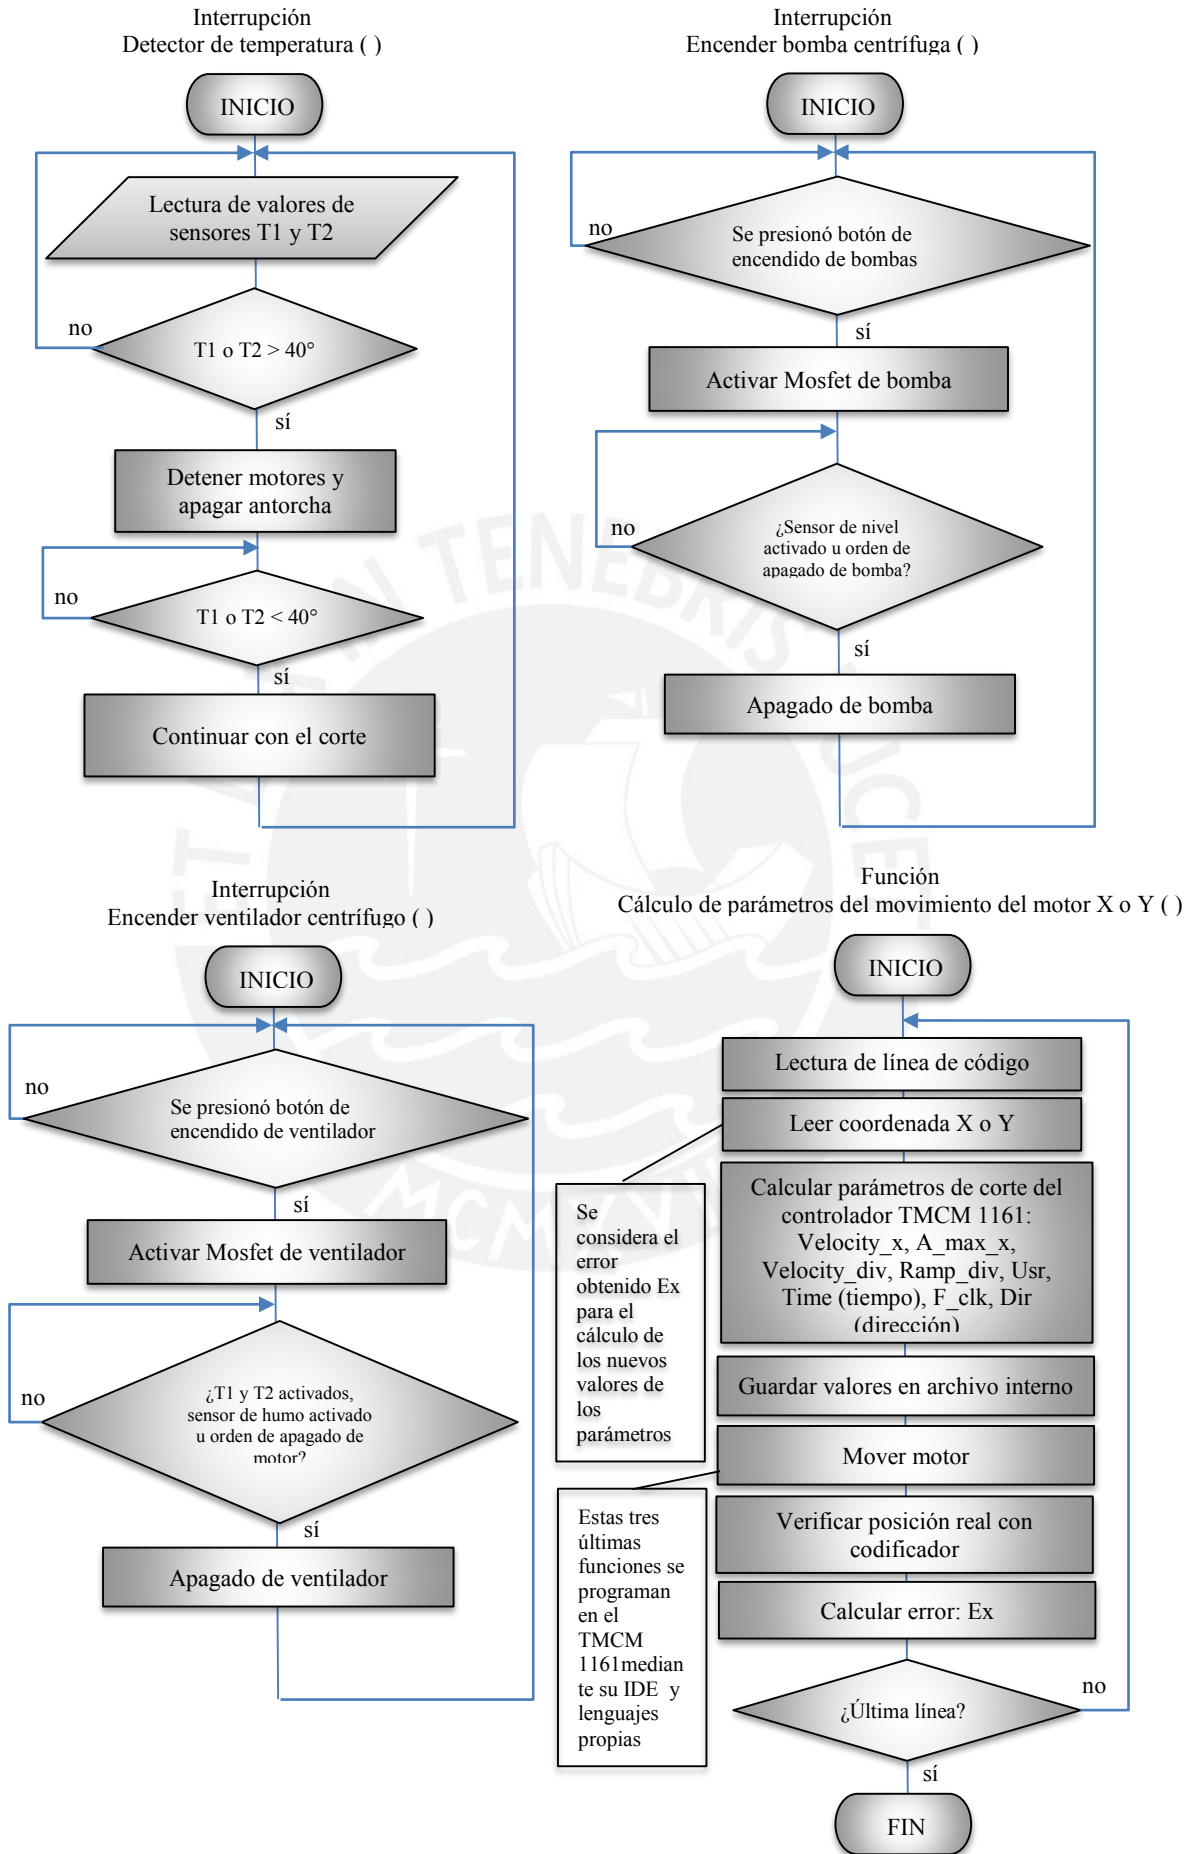 Interrupción
Detector de temperatura ( )
INICIO
Lectura de valores de
sensores T1 y T2
no
T1 o T2 > 40°
sí
Detener motores y
apagar antorcha
no
T1 o T2 < 40°
sí
Continuar con el corte
Interrupción
Encender bomba centrífuga ( )
INICIO
no
Se presionó botón de
encendido de bombas
sí
Activar Mosfet de bomba
no
¿Sensor de nivel
activado u orden de
apagado de bomba?
sí
Apagado de bomba
Interrupción
Encender ventilador centrífugo ( )
INICIO
no
Se presionó botón de
encendido de ventilador
sí
Activar Mosfet de ventilador
no
¿T1 y T2 activados,
sensor de humo activado
u orden de apagado de
motor?
sí
Apagado de ventilador
Función
Cálculo de parámetros del movimiento del motor X o Y ( )
INICIO
Lectura de línea de código
Leer coordenada X o Y
Calcular parámetros de corte del
controlador TMCM 1161:
Velocity_x, A_max_x,
Velocity_div, Ramp_div, Usr,
Time (tiempo), F_clk, Dir
(dirección)
Guardar valores en archivo interno
Mover motor
Verificar posición real con
codificador
Calcular error: Ex
¿Última línea?
no
sí
FIN
Se
considera el
error
obtenido Ex
para el
cálculo de
los nuevos
valores de
los
parámetros
Estas tres
últimas
funciones se
programan
en el
TMCM
1161median
te su IDE y
lenguajes
propias
ET LUX IN TENEBRIS LUCET
MCMXVII